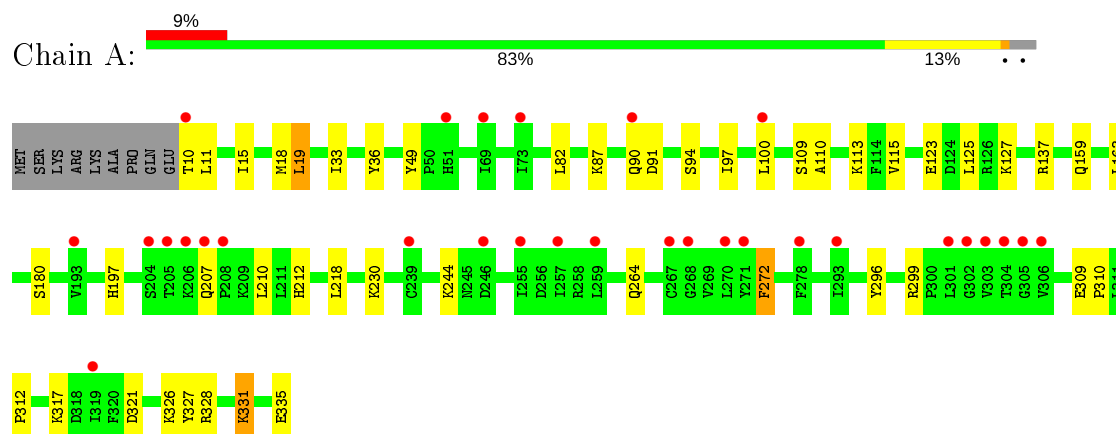 9%
Chain A:
83%
13%
MET SER LYS ARG LYS ALA PRO GLN GLU T10 L11 I15 M18 L19 I33 Y36 Y49 P50 H51 I69 I73 L82 K87 Q90 D91 S94 I97 L100 S109 A110 K113 F114 V115 E123 D124 L125 R126 K127 R137 Q159
S180 V193 H197 S204 T205 K206 Q207 P208 K209 L210 L211 H212 L218 K230 C239 K244 N245 D246 I255 D256 I257 R258 L259 Q264 C267 G268 V269 L270 Y271 F272 F278 I293 Y296 R299 P300 L301 G302 V303 T304 G305 V306 E309 P310
P312 K317 D318 I319 F320 D321 K326 Y327 R328 K331 E335